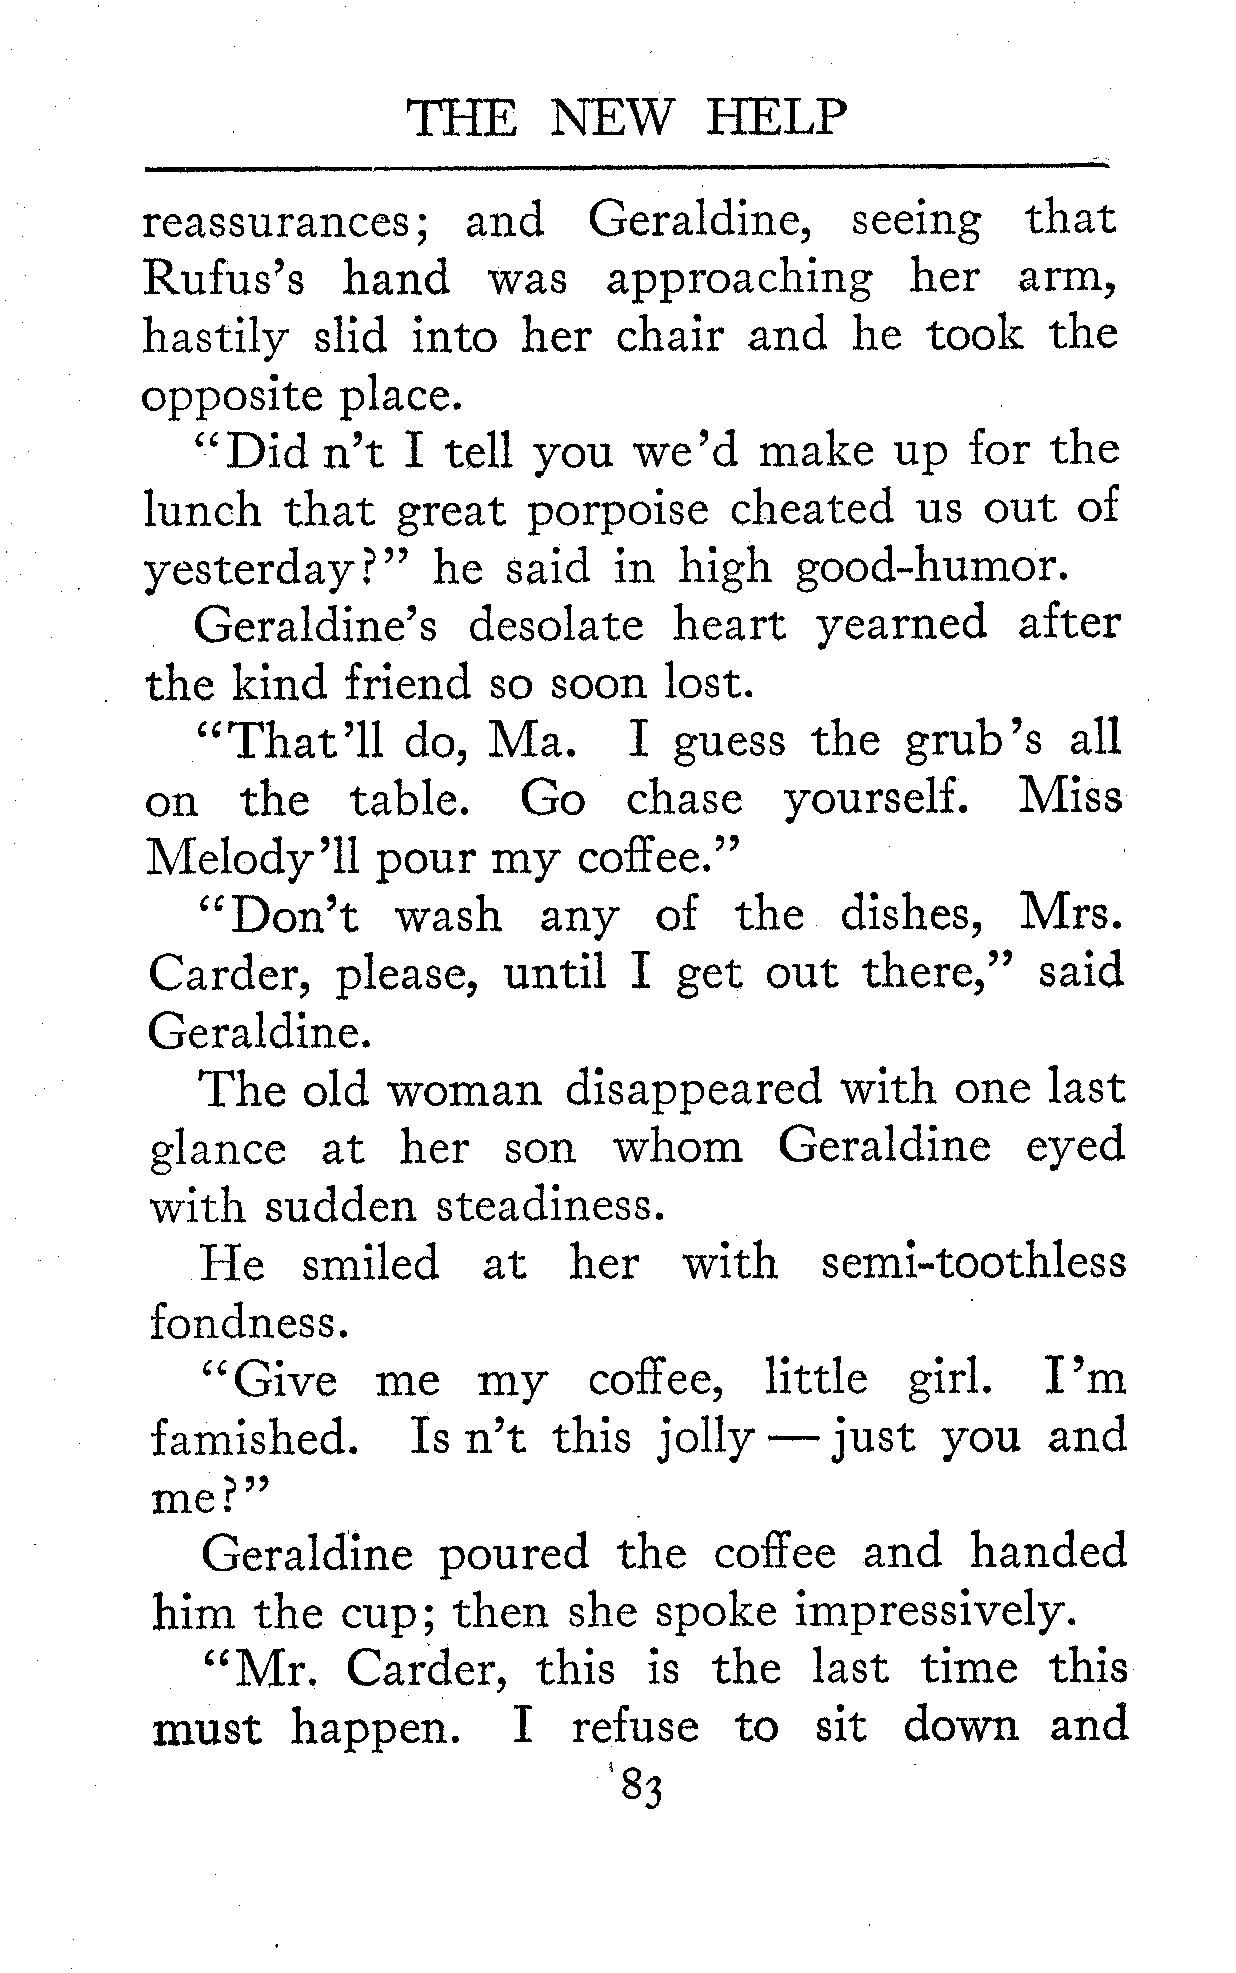 THE NEW HELP
reassurances; and Geraldine, seeing that
Rufus's hand was approaching her arm,
hastily slid into her chair and he took the
opposite place.
"Did n't I tell you we'd make up for the
lunch that great porpoise cheated us out of
yesterday?" he said in high good-humor.
Geraldine's desolate heart yearned after
the kind friend so soon lost.
"That'll do, Ma. I guess the grub's all
on the table. Go chase yourself. Miss
Melody'll pour my coffee."
"Don't wash any of the dishes, Mrs.
Carder, please, until I get out there," said
Geraldine.
The old woman disappeared with one last
glance at her son whom Geraldine eyed
with sudden steadiness.
He smiled at her with semi-toothless
fondness.
"Give me my coffee, little girl. I'm
famished. Is n't this jolly — just you and
me?"
Geraldine poured the coffee and handed
him the cup; then she spoke impressively.
"Mr. Carder, this is the last time this
must happen. I refuse to sit down and
83